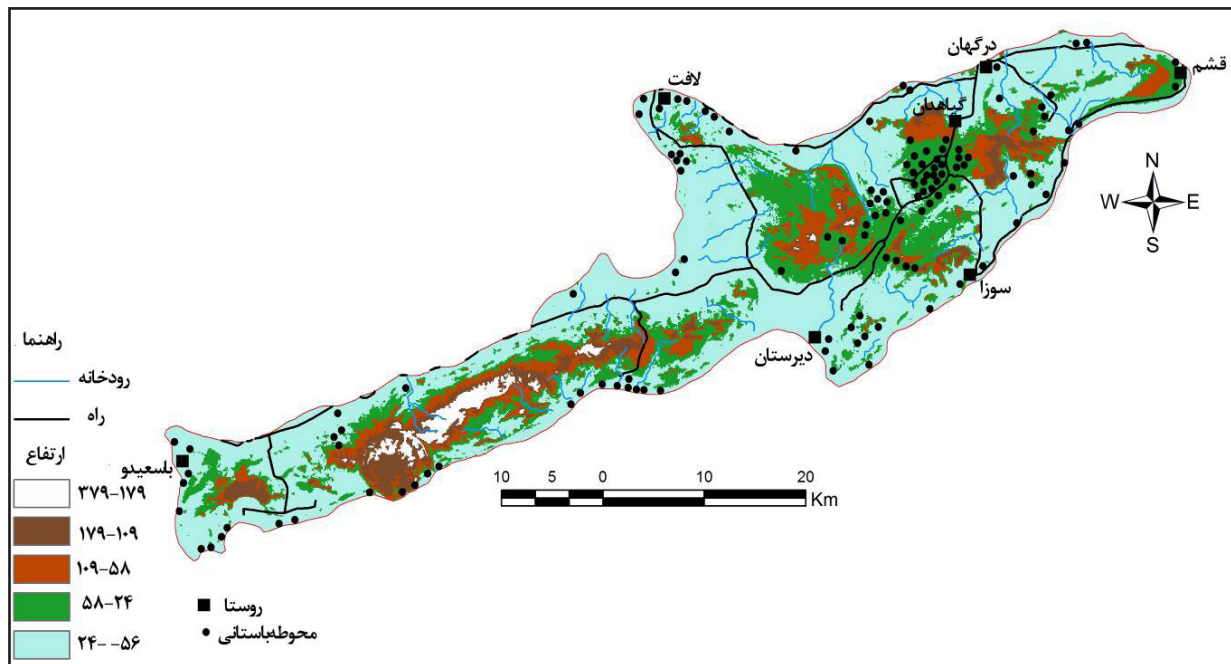 قشم
درگهان
گیاهدان
لافت
N
W
E
S
سوزا
دیرستان
بلسعیدو
10 5 0 10 20
Km
راهنما
رودخانه
راه
ارتفاع
۳۷۹-۱۷۹
۱۷۹-۱۰۹
۱۰۹-۵۸
۵۸-۲۴
۲۴--۵۶
روستا
محوطه‌باستانی